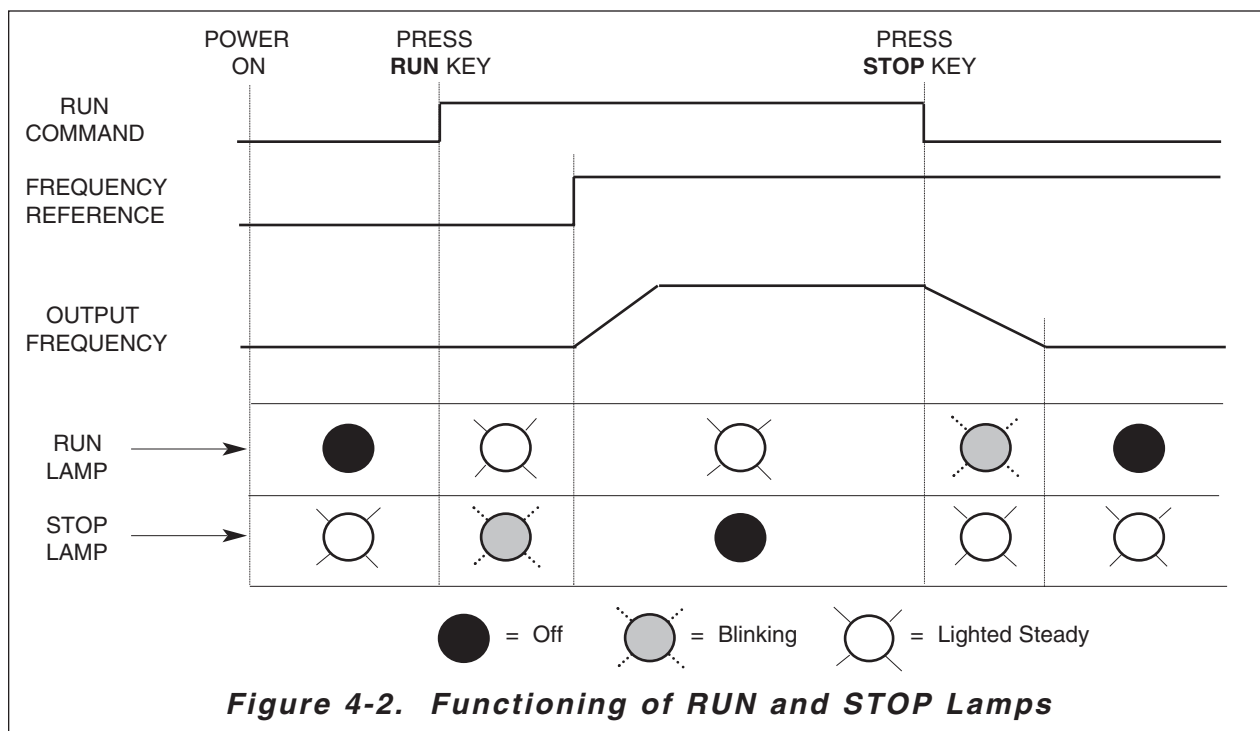 POWER
ON
PRESS
RUN KEY
PRESS
STOP KEY
RUN
COMMAND
FREQUENCY
REFERENCE
OUTPUT
FREQUENCY
RUN
LAMP
STOP
LAMP
= Off
= Blinking
= Lighted Steady
Figure 4-2. Functioning of RUN and STOP Lamps